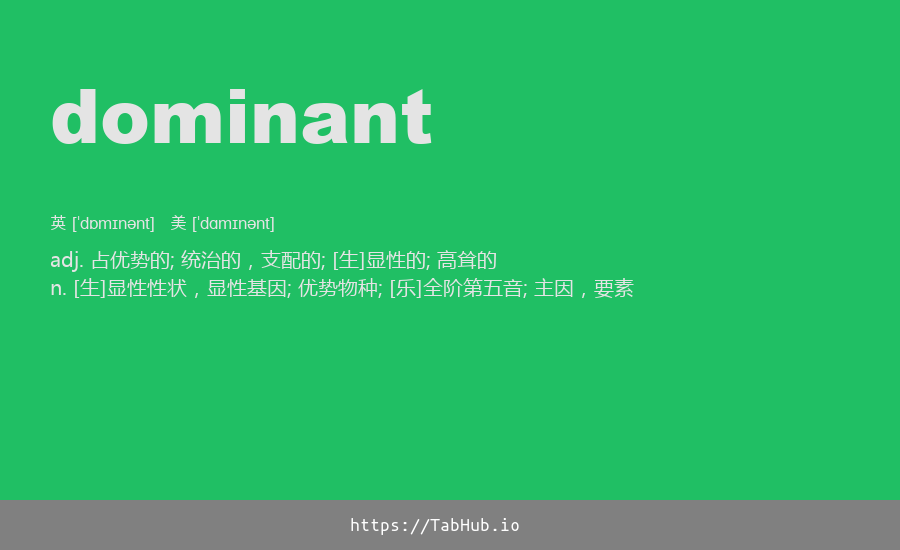 dominant
英 [ˈdɒmɪnənt] 美 [ˈdɑmɪnənt]
adj. 占优势的; 统治的，支配的; [生]显性的; 高耸的
n. [生]显性性状，显性基因; 优势物种; [乐]全阶第五音; 主因，要素
https://TabHub.io